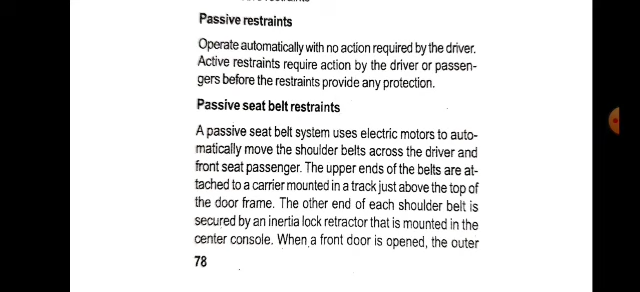 Passive restraints
Operate automatically with no action required by the driver.
Active restraints require action by the driver or passen-
gers before the restraints provide any protection.
Passive seat belt restraints
A passive seat belt system uses electric motors to auto-
matically move the shoulder belts across the driver and
front seat passenger. The upper ends of the belts are at-
tached to a carrier mounted in a track just above the top of
the door frame. The other end of each shoulder belt is
secured by an inertia lock retractor that is mounted in the
center console. When a front door is opened, the outer
78